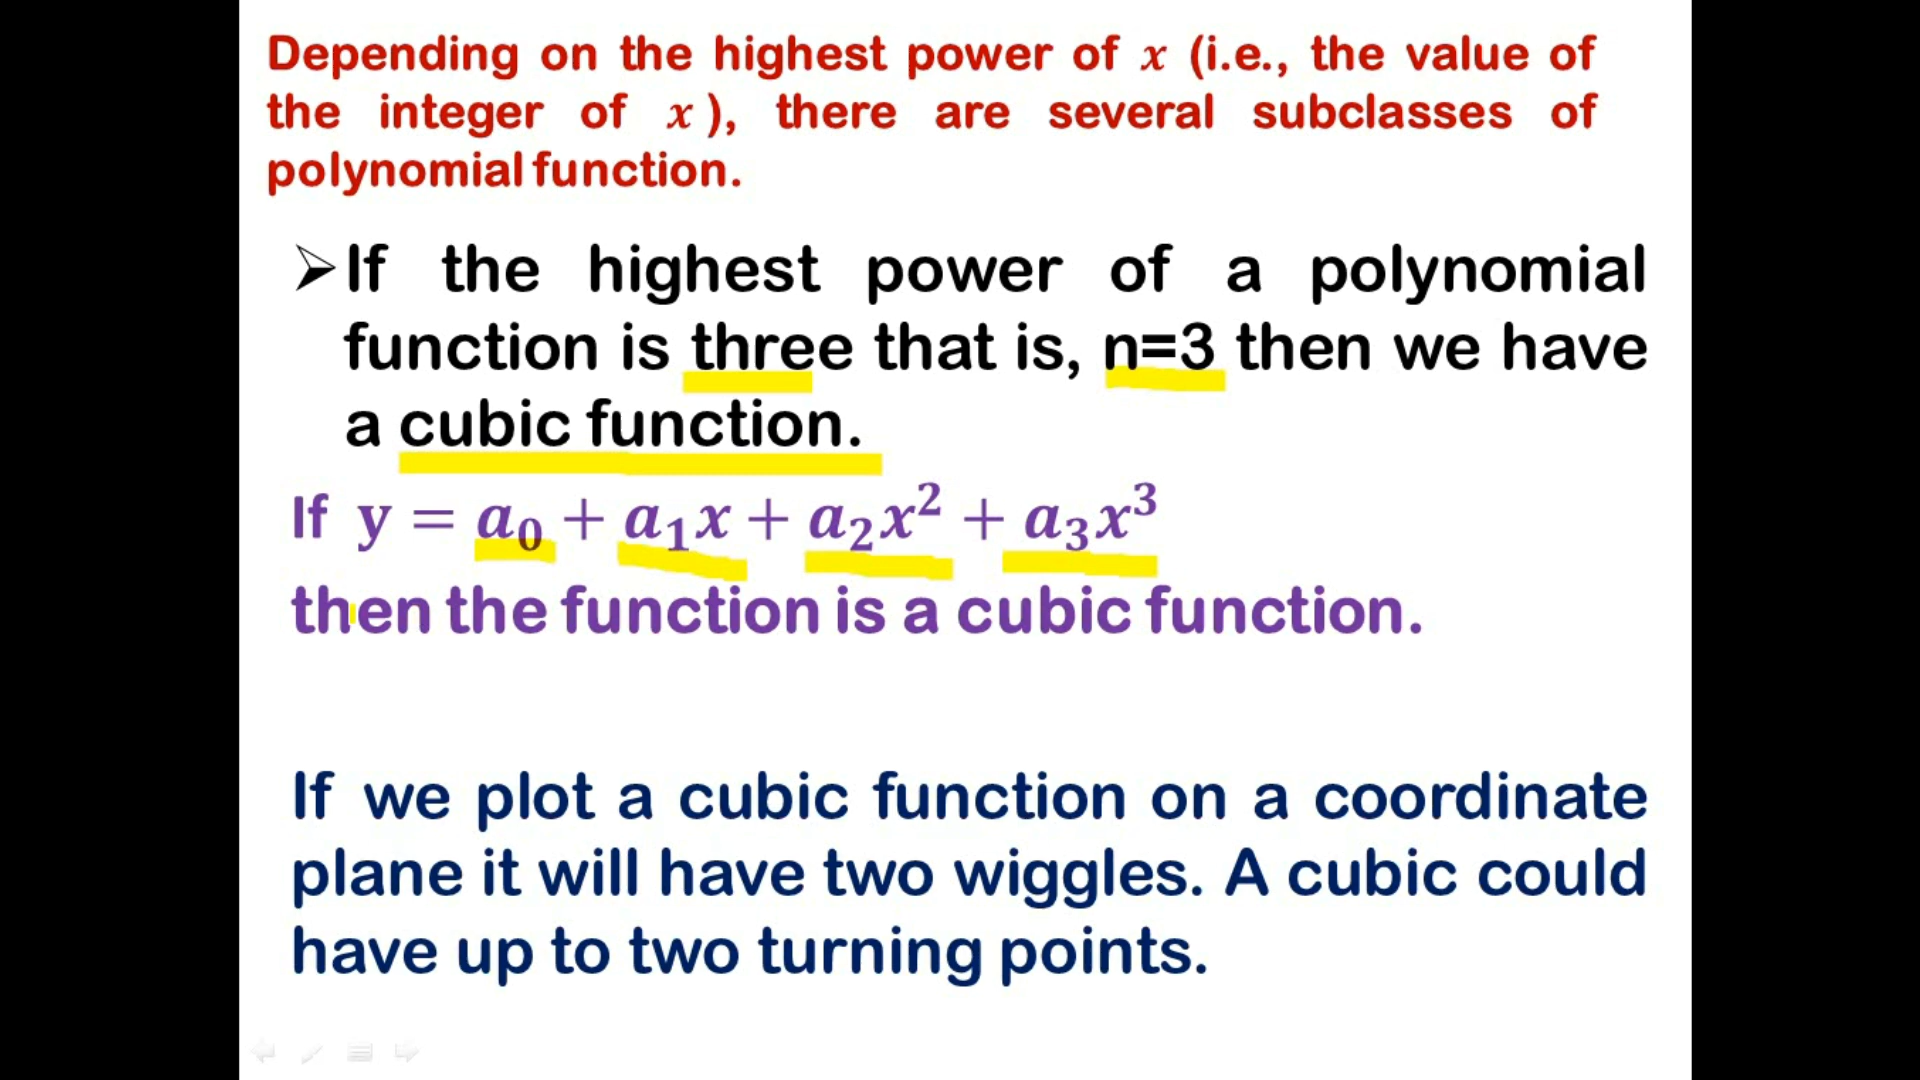 Depending on the highest power of x (i.e., the value of
the integer of x ), there are several subclasses of
polynomial function.
➢If the highest power of a polynomial
function is three that is, n=3 then we have
a cubic function.
If y = a₀ + a₁x + a₂x² + a₃x³
then the function is a cubic function.
If we plot a cubic function on a coordinate
plane it will have two wiggles. A cubic could
have up to two turning points.